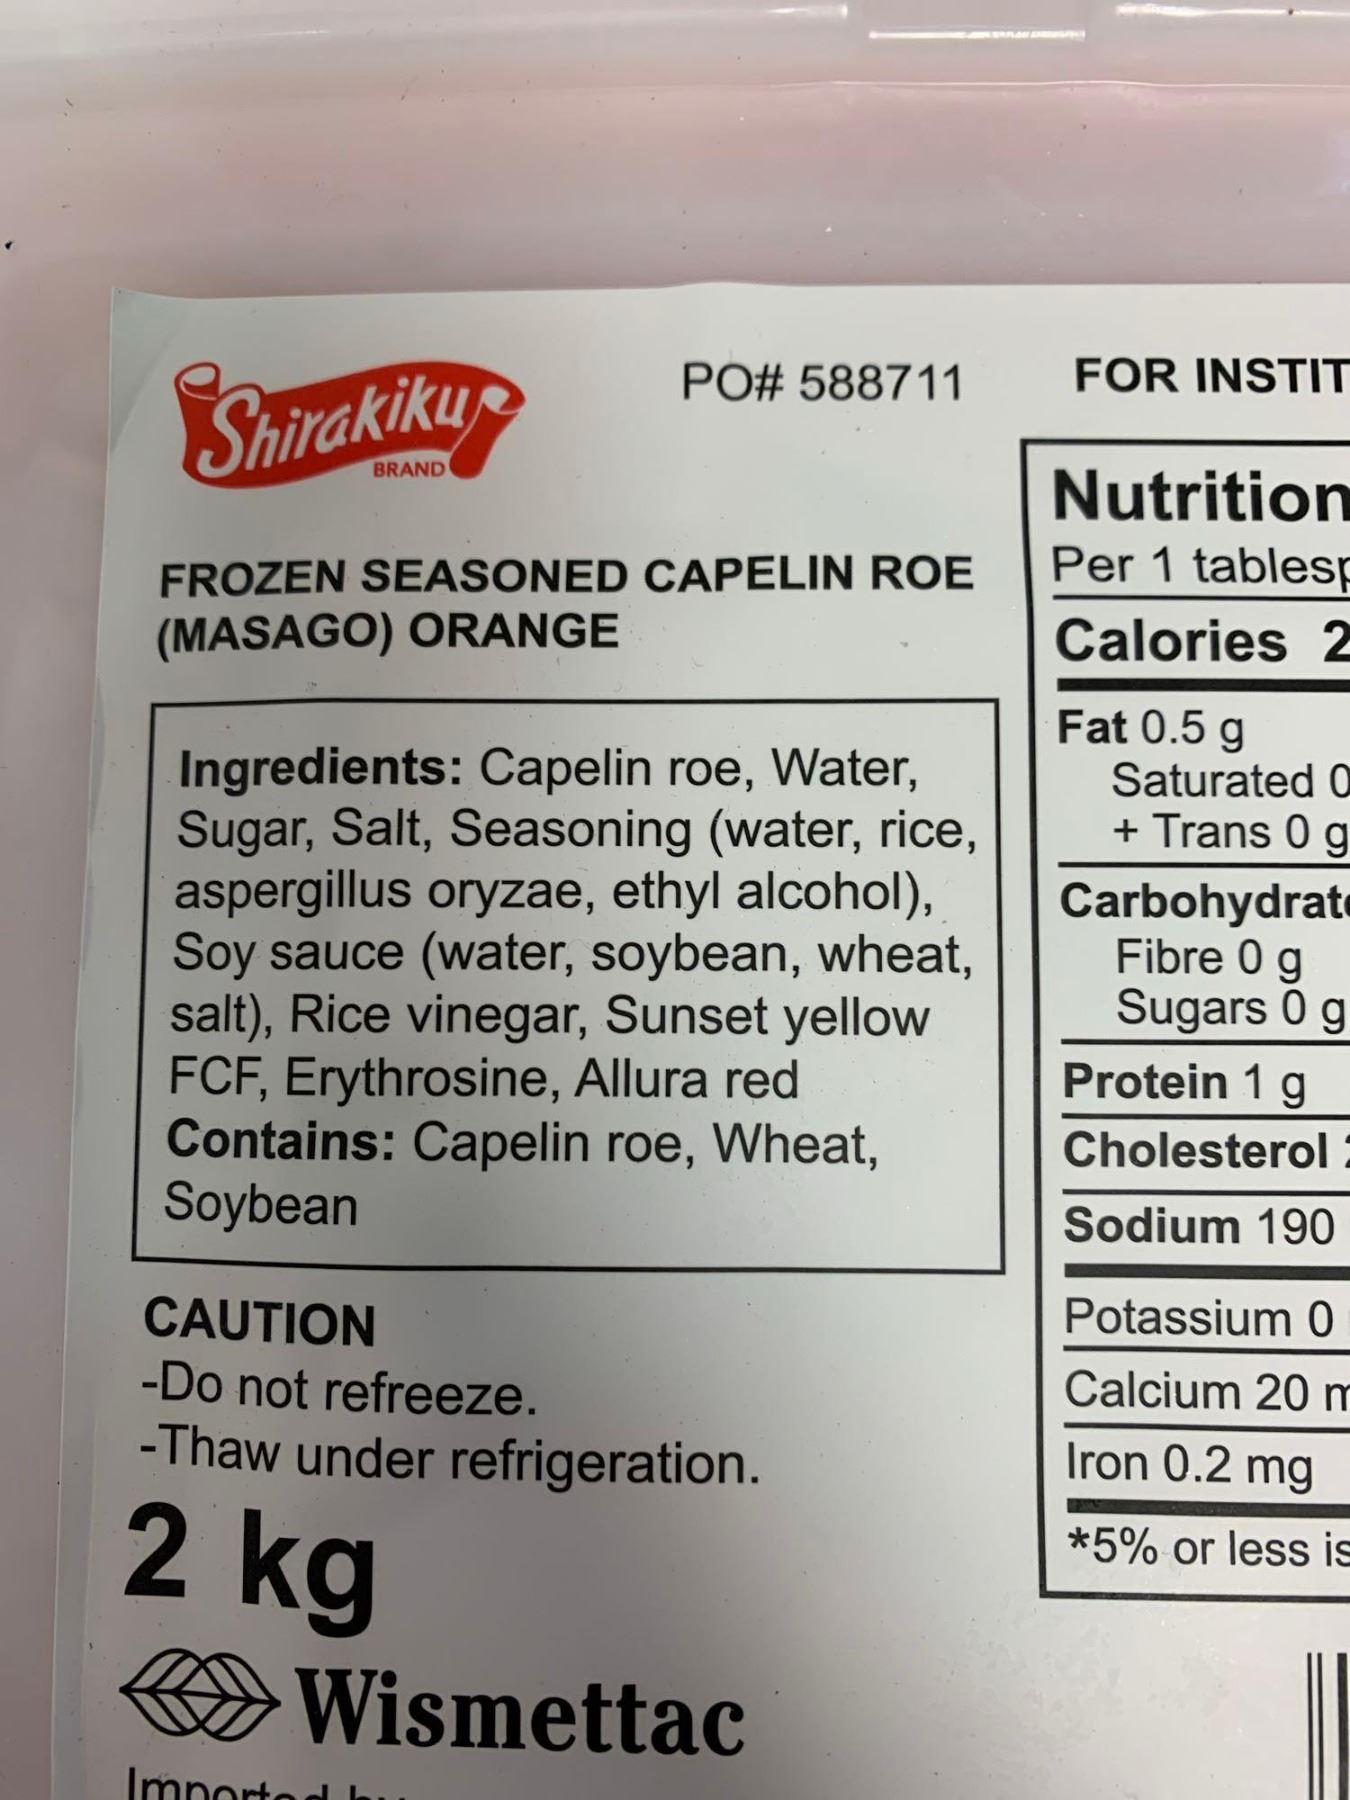 Shirakiku
BRAND
PO# 588711
FROZEN SEASONED CAPELIN ROE
(MASAGO) ORANGE
Ingredients: Capelin roe, Water,
Sugar, Salt, Seasoning (water, rice,
aspergillus oryzae, ethyl alcohol),
Soy sauce (water, soybean, wheat,
salt), Rice vinegar, Sunset yellow
FCF, Erythrosine, Allura red
Contains: Capelin roe, Wheat,
Soybean
CAUTION
-Do not refreeze.
-Thaw under refrigeration.
2 kg
Wismettac
Imported by
FOR
Nutrition
Per 1
Calories
Fat 0.5 g
Saturated
+ Trans 0 g
Fibre 0 g
Sugars 0 g
Protein 1 g
Cholesterol
Sodium 190
Potassium 0
Calcium 20
Iron 0.2 mg
*5% or less is